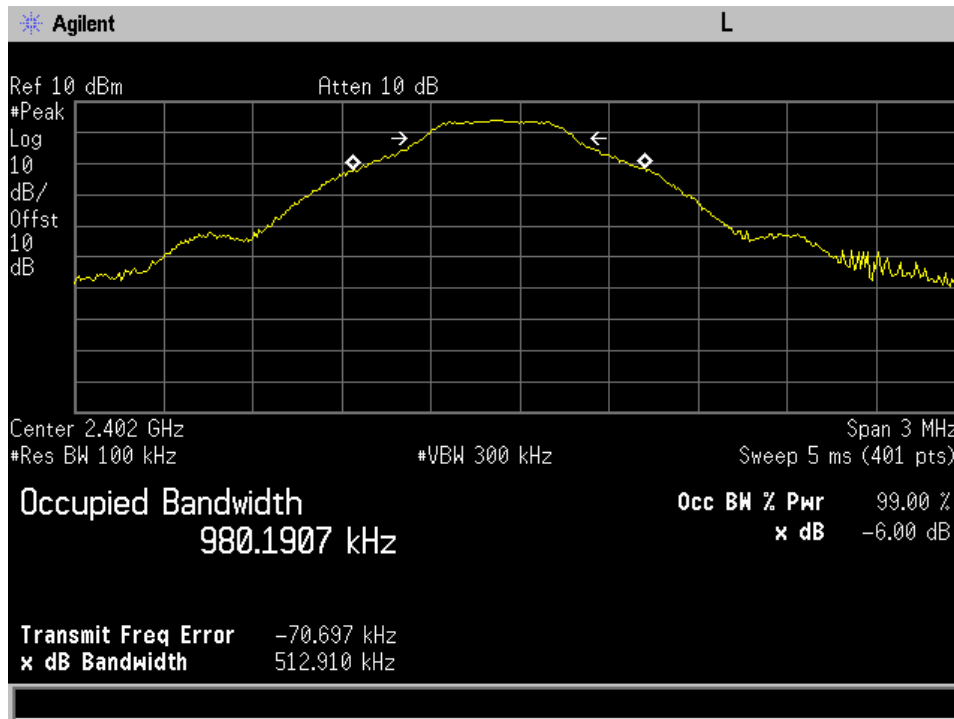 Agilent L
Ref 10 dBm Atten 10 dB
#Peak
Log
10
dB/
Offst
10
dB
Center 2.402 GHz Span 3 MHz
#Res BW 100 kHz #VBW 300 kHz Sweep 5 ms (401 pts)
Occupied Bandwidth Occ BW % Pwr 99.00 %
980.1907 kHz x dB -6.00 dB
Transmit Freq Error -70.697 kHz
x dB Bandwidth 512.910 kHz